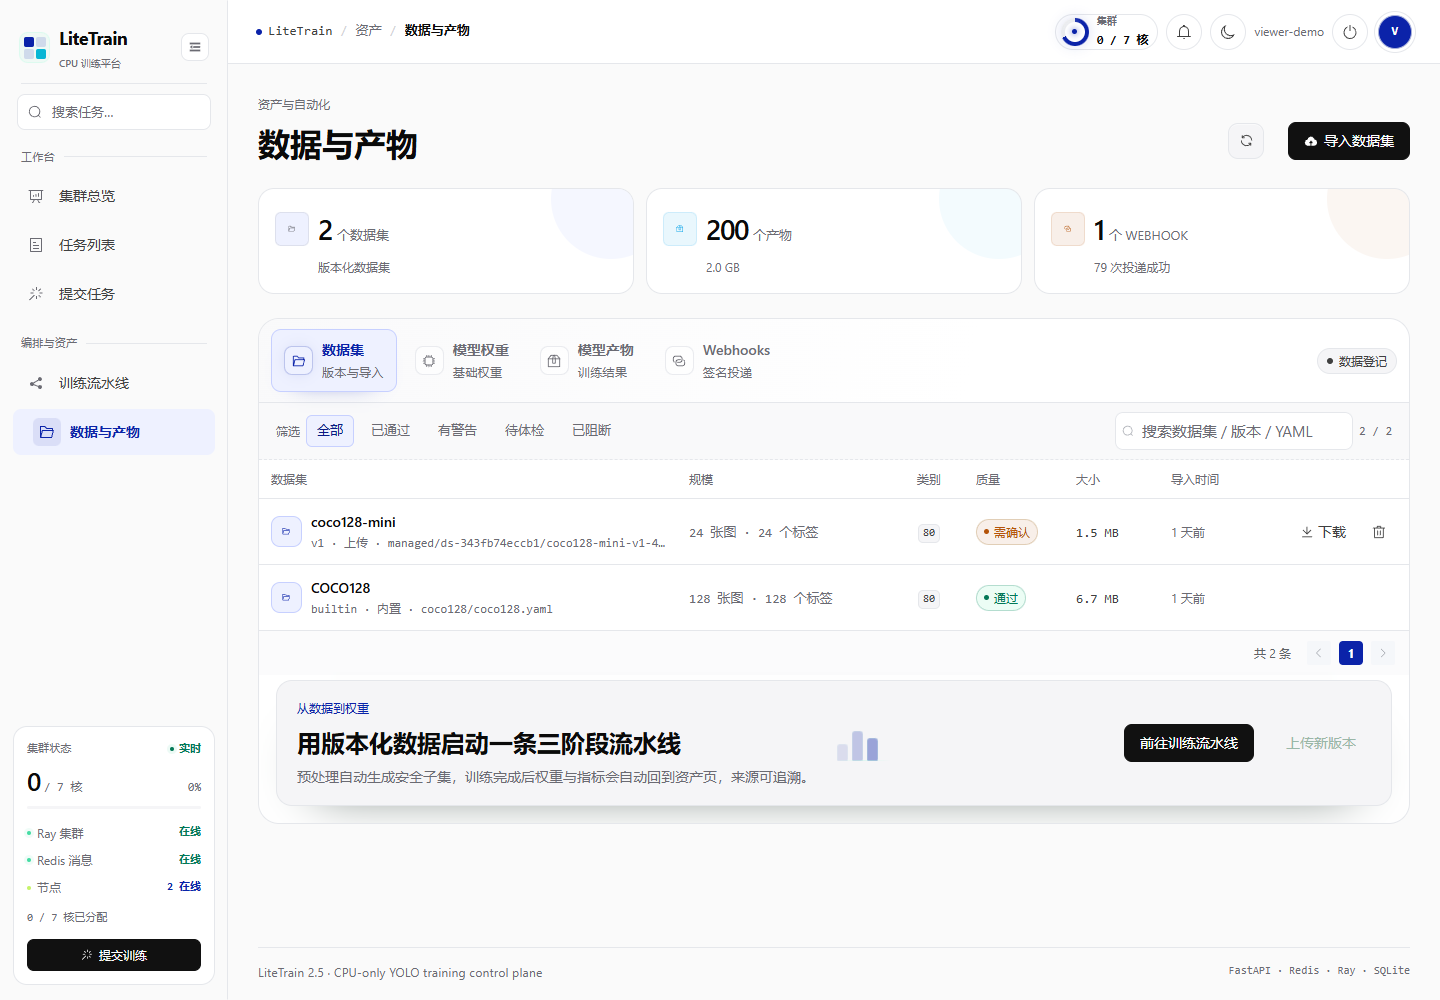 LiteTrain
CPU 训练平台
搜索任务...
工作台
集群总览
任务列表
提交任务
编排与资产
训练流水线
数据与产物
集群状态
实时
0 / 7 核
0%
Ray 集群
在线
Redis 消息
在线
节点
2 在线
0 / 7 核已分配
提交训练
LiteTrain / 资产 / 数据与产物
集群
0 / 7 核
viewer-demo
V
资产与自动化
数据与产物
导入数据集
2 个数据集
版本化数据集
200 个产物
2.0 GB
1 个 WEBHOOK
79 次投递成功
数据集
版本与导入
模型权重
基础权重
模型产物
训练结果
Webhooks
签名投递
数据登记
筛选 全部 已通过 有警告 待体检 已阻断
搜索数据集 / 版本 / YAML
2 / 2
数据集 规模 类别 质量 大小 导入时间
coco128-mini
v1 · 上传 · managed/ds-343fb74eccb1/coco128-mini-v1-4…
24 张图 · 24 个标签
80
需确认
1.5 MB
1 天前
下载
COCO128
builtin · 内置 · coco128/coco128.yaml
128 张图 · 128 个标签
80
通过
6.7 MB
1 天前
共 2 条
1
从数据到权重
用版本化数据启动一条三阶段流水线
预处理自动生成安全子集，训练完成后权重与指标会自动回到资产页，来源可追溯。
前往训练流水线
上传新版本
LiteTrain 2.5 · CPU-only YOLO training control plane
FastAPI · Redis · Ray · SQLite